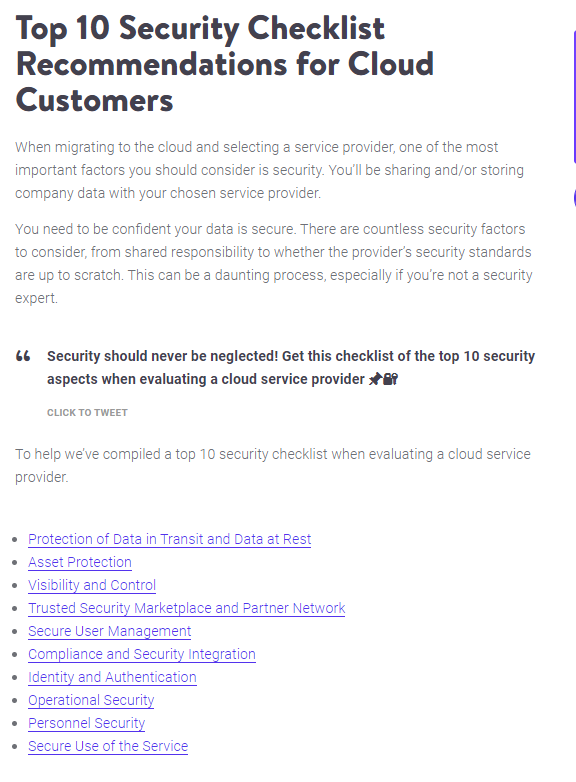 Top 10 Security Checklist
Recommendations for Cloud
Customers
When migrating to the cloud and selecting a service provider, one of the most
important factors you should consider is security. You'll be sharing and/or storing
company data with your chosen service provider.
You need to be confident your data is secure. There are countless security factors
to consider, from shared responsibility to whether the provider's security standards
are up to scratch. This can be a daunting process, especially if you're not a security
expert.
“ Security should never be neglected! Get this checklist of the top 10 security
aspects when evaluating a cloud service provider 📌🔐
CLICK TO TWEET
To help we've compiled a top 10 security checklist when evaluating a cloud service
provider.
• Protection of Data in Transit and Data at Rest
• Asset Protection
• Visibility and Control
• Trusted Security Marketplace and Partner Network
• Secure User Management
• Compliance and Security Integration
• Identity and Authentication
• Operational Security
• Personnel Security
• Secure Use of the Service